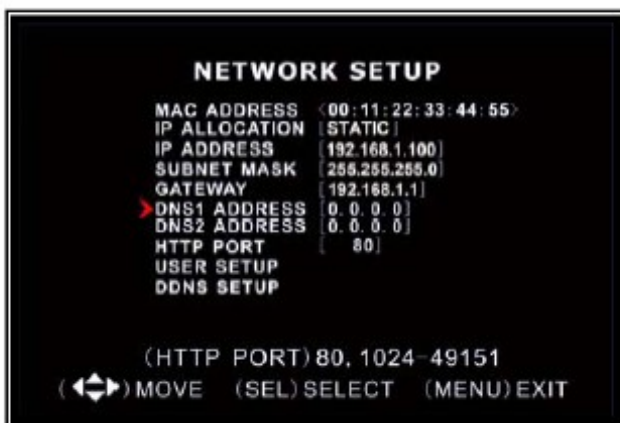 NETWORK SETUP
MAC ADDRESS <00:11:22:33:44:55>
IP ALLOCATION [STATIC]
IP ADDRESS [192.168.1.100]
SUBNET MASK [255.255.255.0]
GATEWAY [192.168.1.1]
DNS1 ADDRESS [0. 0. 0. 0]
DNS2 ADDRESS [0. 0. 0. 0]
HTTP PORT [ 80]
USER SETUP
DDNS SETUP
(HTTP PORT) 80, 1024-49151
( ) MOVE (SEL) SELECT (MENU) EXIT